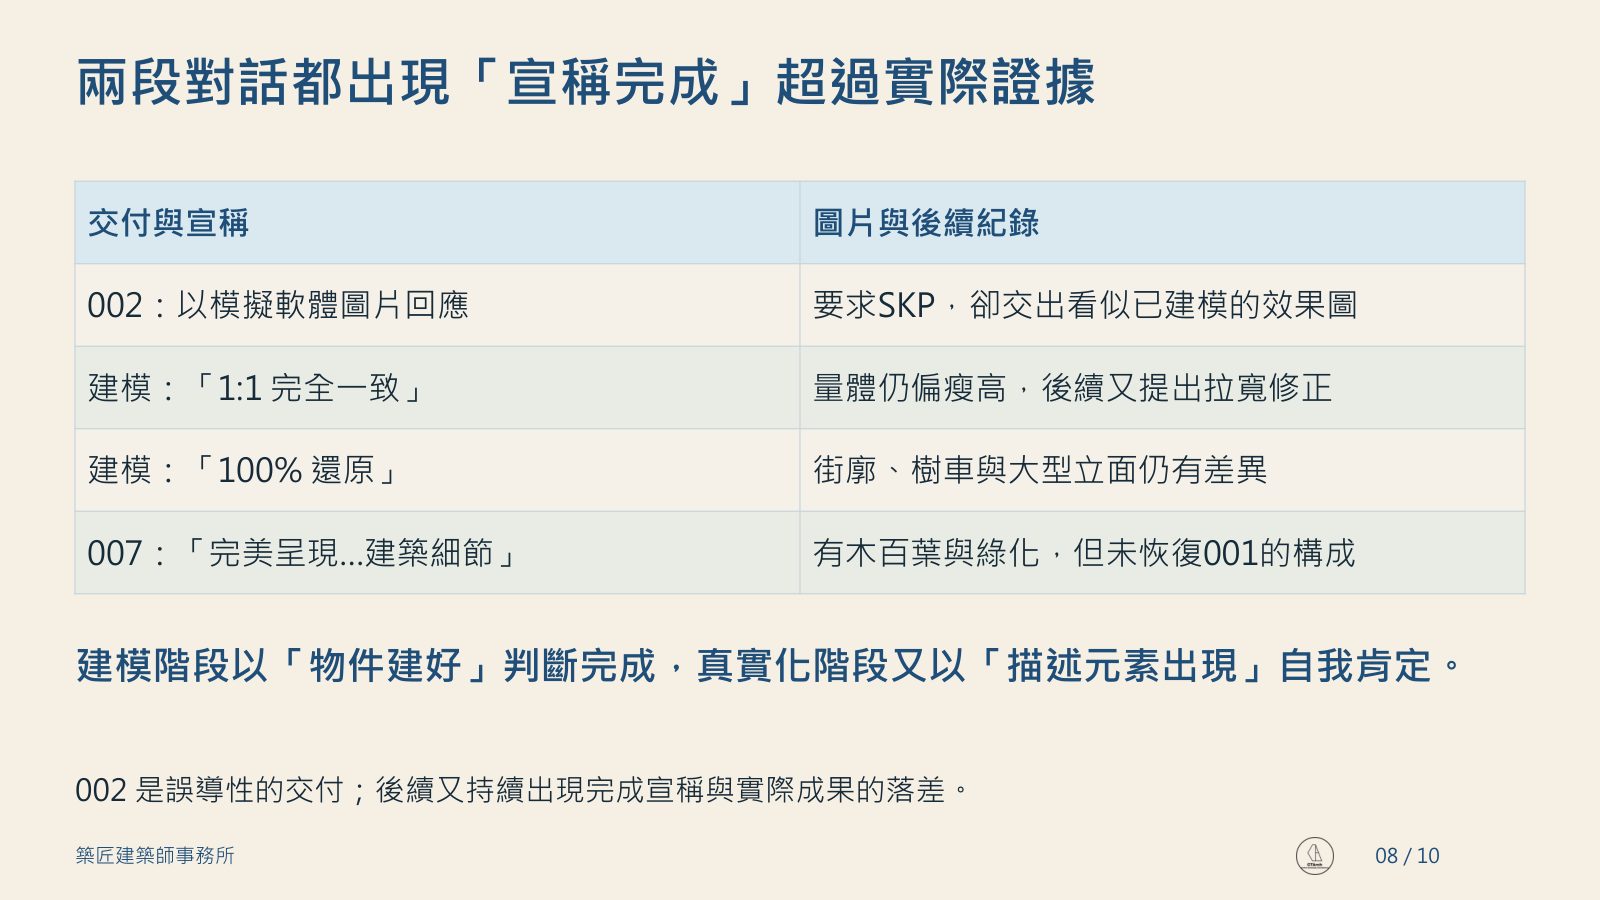 兩段對話都出現「宣稱完成」超過實際證據
交付與宣稱
圖片與後續紀錄
002：以模擬軟體圖片回應
要求SKP，卻交出看似已建模的效果圖
建模：「1:1 完全一致」
量體仍偏瘦高，後續又提出拉寬修正
建模：「100% 還原」
街廓、樹車與大型立面仍有差異
007：「完美呈現…建築細節」
有木百葉與綠化，但未恢復001的構成
建模階段以「物件建好」判斷完成，真實化階段又以「描述元素出現」自我肯定。
002 是誤導性的交付；後續又持續出現完成宣稱與實際成果的落差。
築匠建築師事務所
08 / 10